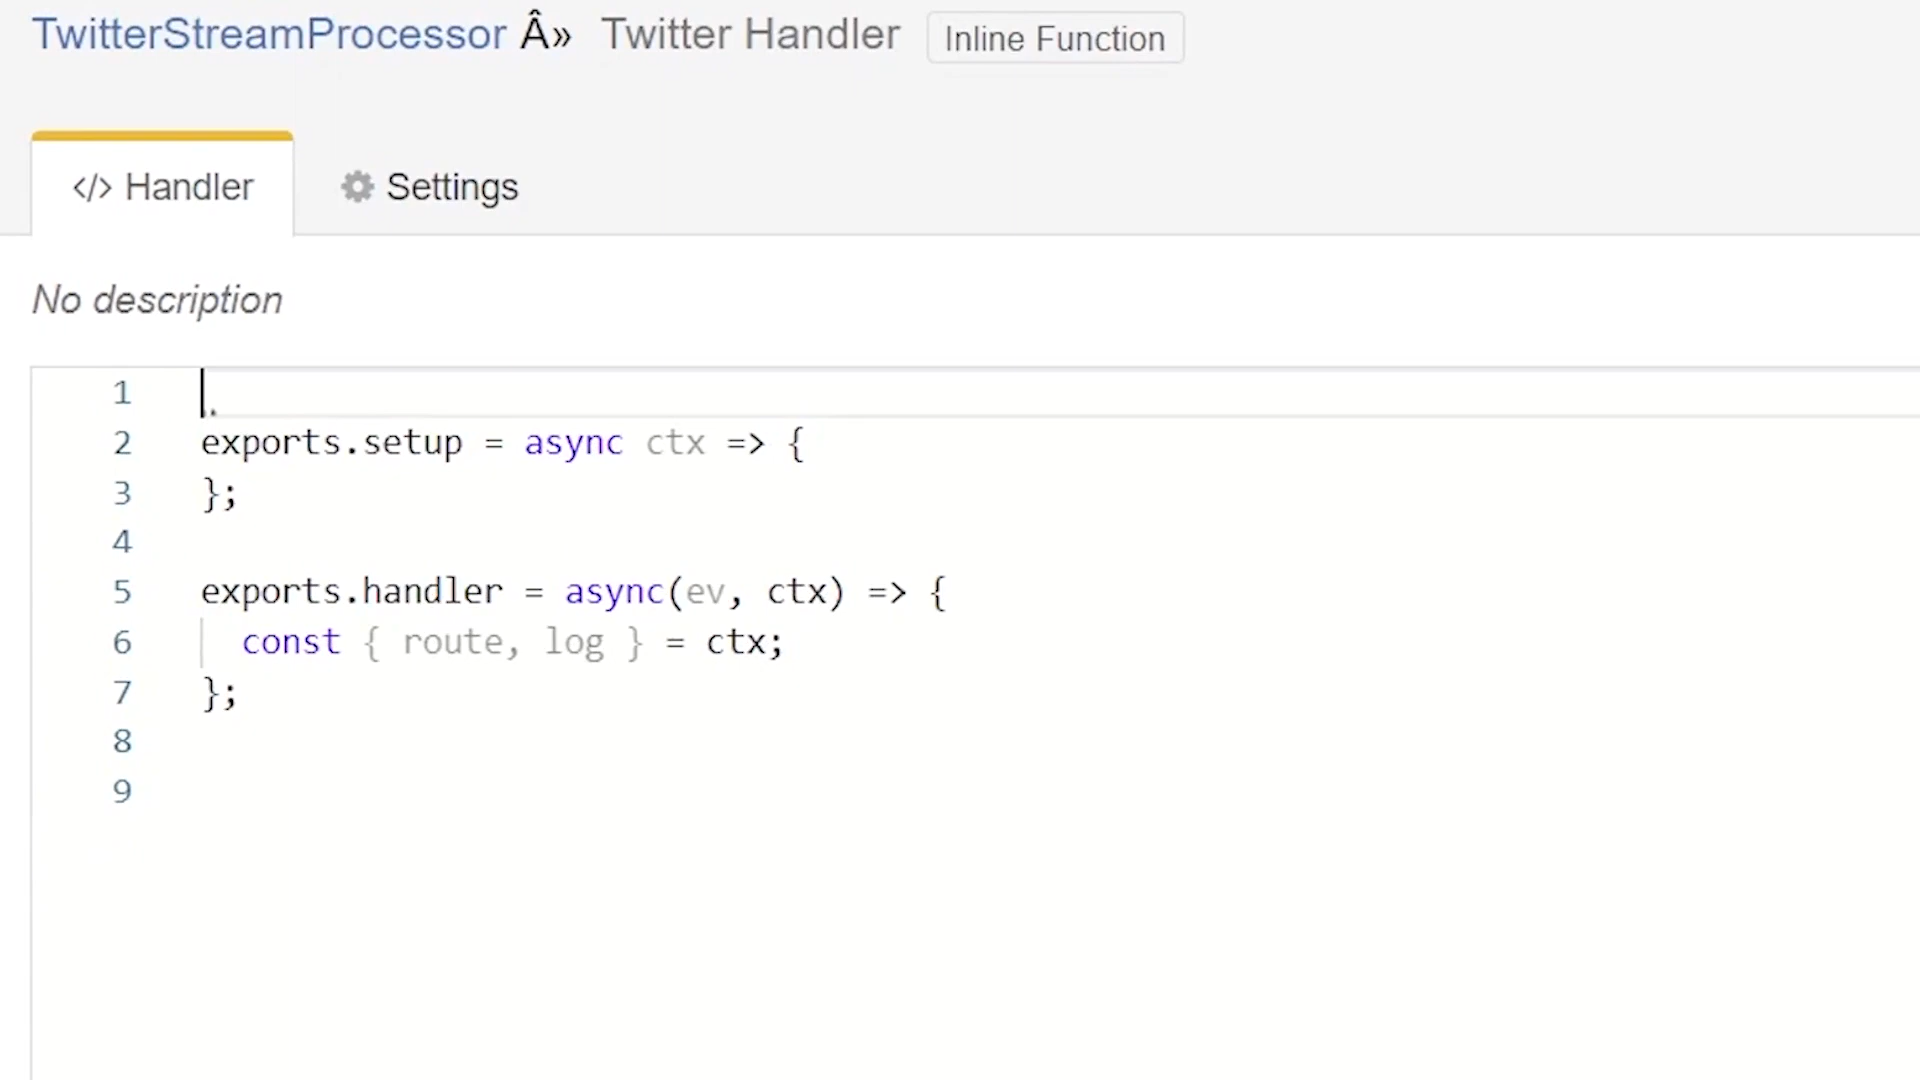 TwitterStreamProcessor Â» Twitter Handler Inline Function
</> Handler Settings
No description
1
2 exports.setup = async ctx => {
3 };
4
5 exports.handler = async(ev, ctx) => {
6 const { route, log } = ctx;
7 };
8
9